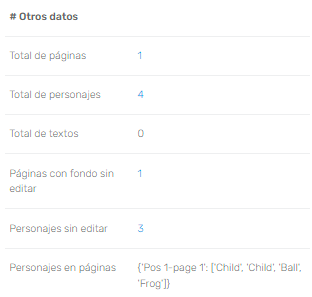 # Otros datos
Total de páginas 1
Total de personajes 4
Total de textos 0
Páginas con fondo sin 1
editar
Personajes sin editar 3
Personajes en páginas {'Pos 1-page 1': ['Child', 'Child', 'Ball',
'Frog']}